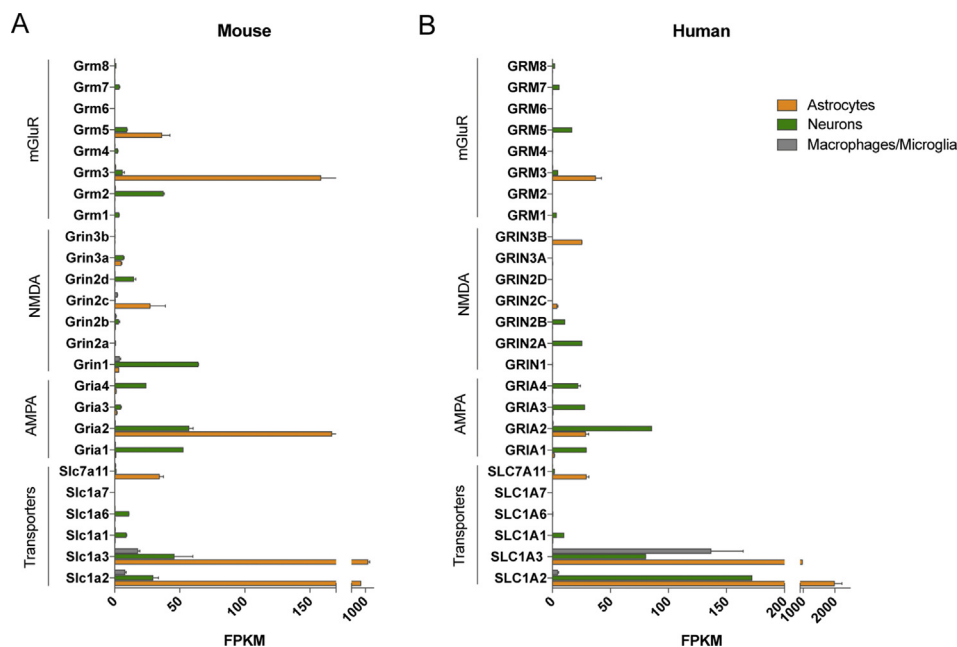 A
Mouse
mGluR
Grm8
Grm7
Grm6
Grm5
Grm4
Grm3
Grm2
Grm1
NMDA
Grin3b
Grin3a
Grin2d
Grin2c
Grin2b
Grin2a
Grin1
AMPA
Gria4
Gria3
Gria2
Gria1
Transporters
Slc7a11
Slc1a7
Slc1a6
Slc1a1
Slc1a3
Slc1a2
0
50
100
150
1000
FPKM
B
Human
mGluR
GRM8
GRM7
GRM6
GRM5
GRM4
GRM3
GRM2
GRM1
NMDA
GRIN3B
GRIN3A
GRIN2D
GRIN2C
GRIN2B
GRIN2A
GRIN1
AMPA
GRIA4
GRIA3
GRIA2
GRIA1
Transporters
SLC7A11
SLC1A7
SLC1A6
SLC1A1
SLC1A3
SLC1A2
0
50
100
150
200
1000
2000
FPKM
Astrocytes
Neurons
Macrophages/Microglia